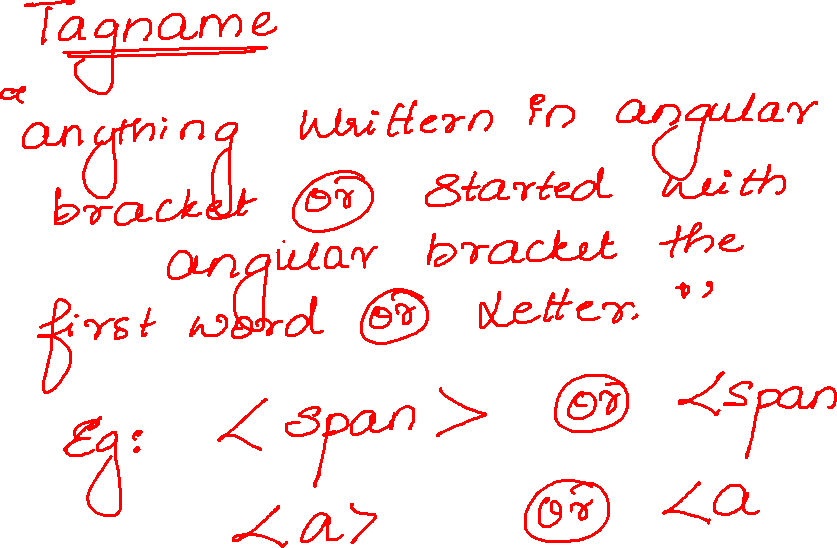 Tagname
"anything writtern in angular
bracket or started with
angular bracket the
first word or letter."
Eg: <span> or <span
<a> or <a